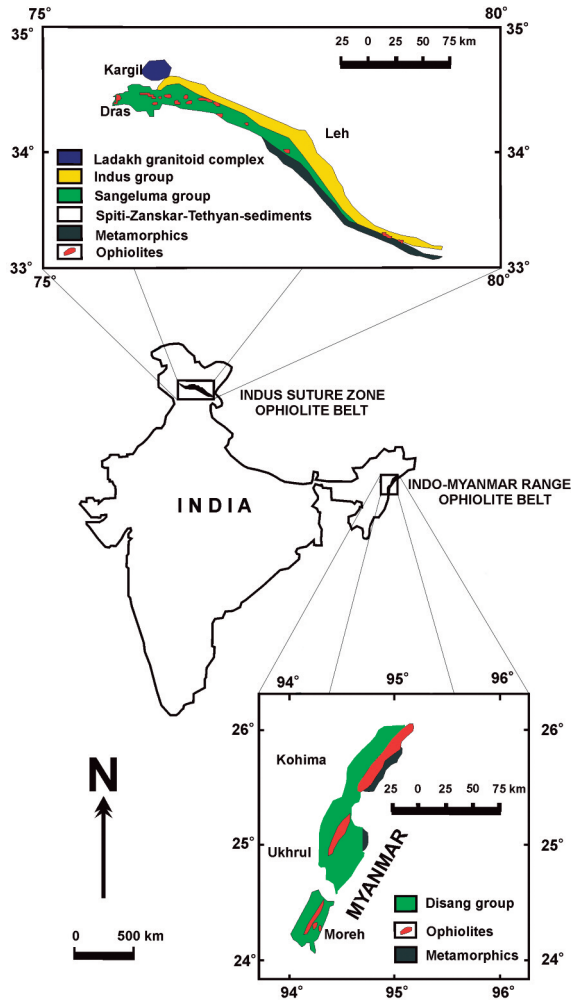 75°
80°
35°
35°
25 0 25 50 75 km
Kargil
Dras
Leh
34°
34°
Ladakh granitoid complex
Indus group
Sangeluma group
Spiti-Zanskar-Tethyan-sediments
Metamorphics
Ophiolites
33°
33°
75°
80°
INDUS SUTURE ZONE
OPHIOLITE BELT
INDO-MYANMAR RANGE
OPHIOLITE BELT
INDIA
94°
95°
96°
26°
26°
Kohima
25 0 25 50 75 km
N
Ukhrul
25°
25°
MYANMAR
Disang group
Ophiolites
Metamorphics
Moreh
0 500 km
24°
24°
94°
95°
96°